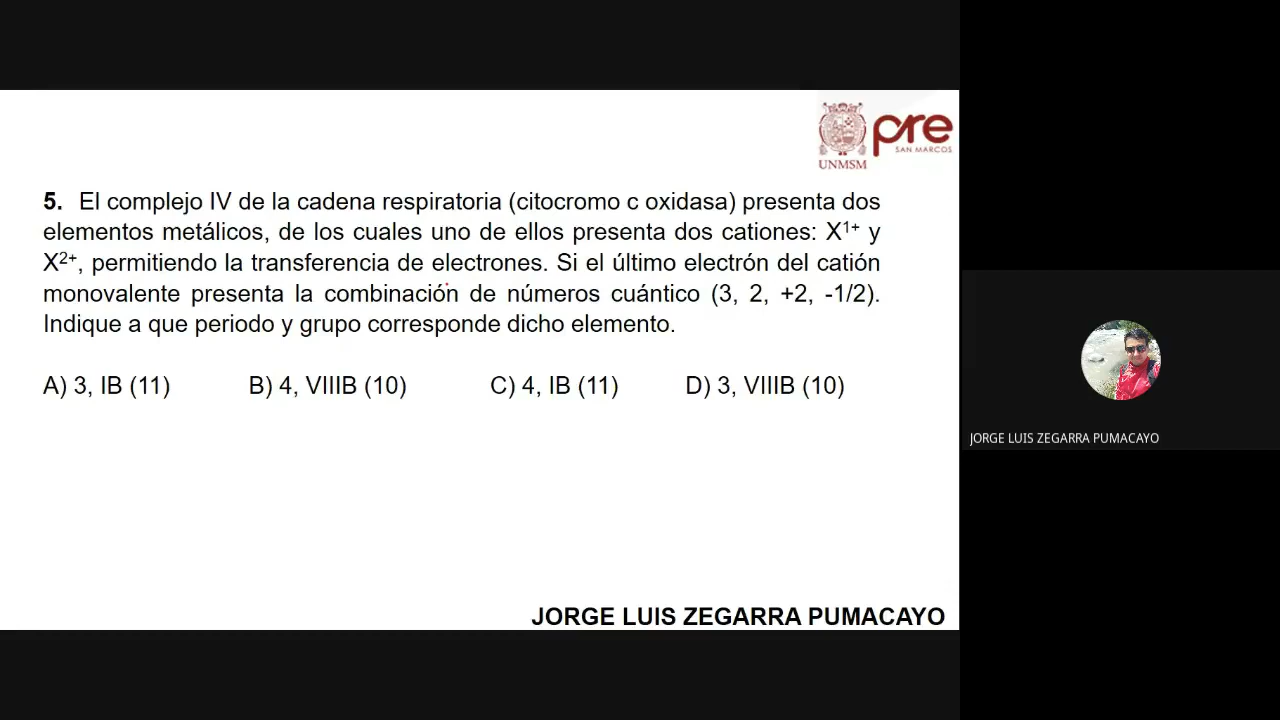 UNMSM
pre
SAN MARCOS
5. El complejo IV de la cadena respiratoria (citocromo c oxidasa) presenta dos
elementos metálicos, de los cuales uno de ellos presenta dos cationes: X¹⁺ y
X²⁺, permitiendo la transferencia de electrones. Si el último electrón del catión
monovalente presenta la combinación de números cuántico (3, 2, +2, -1/2).
Indique a que periodo y grupo corresponde dicho elemento.
A) 3, IB (11) B) 4, VIIIB (10) C) 4, IB (11) D) 3, VIIIB (10)
JORGE LUIS ZEGARRA PUMACAYO
JORGE LUIS ZEGARRA PUMACAYO